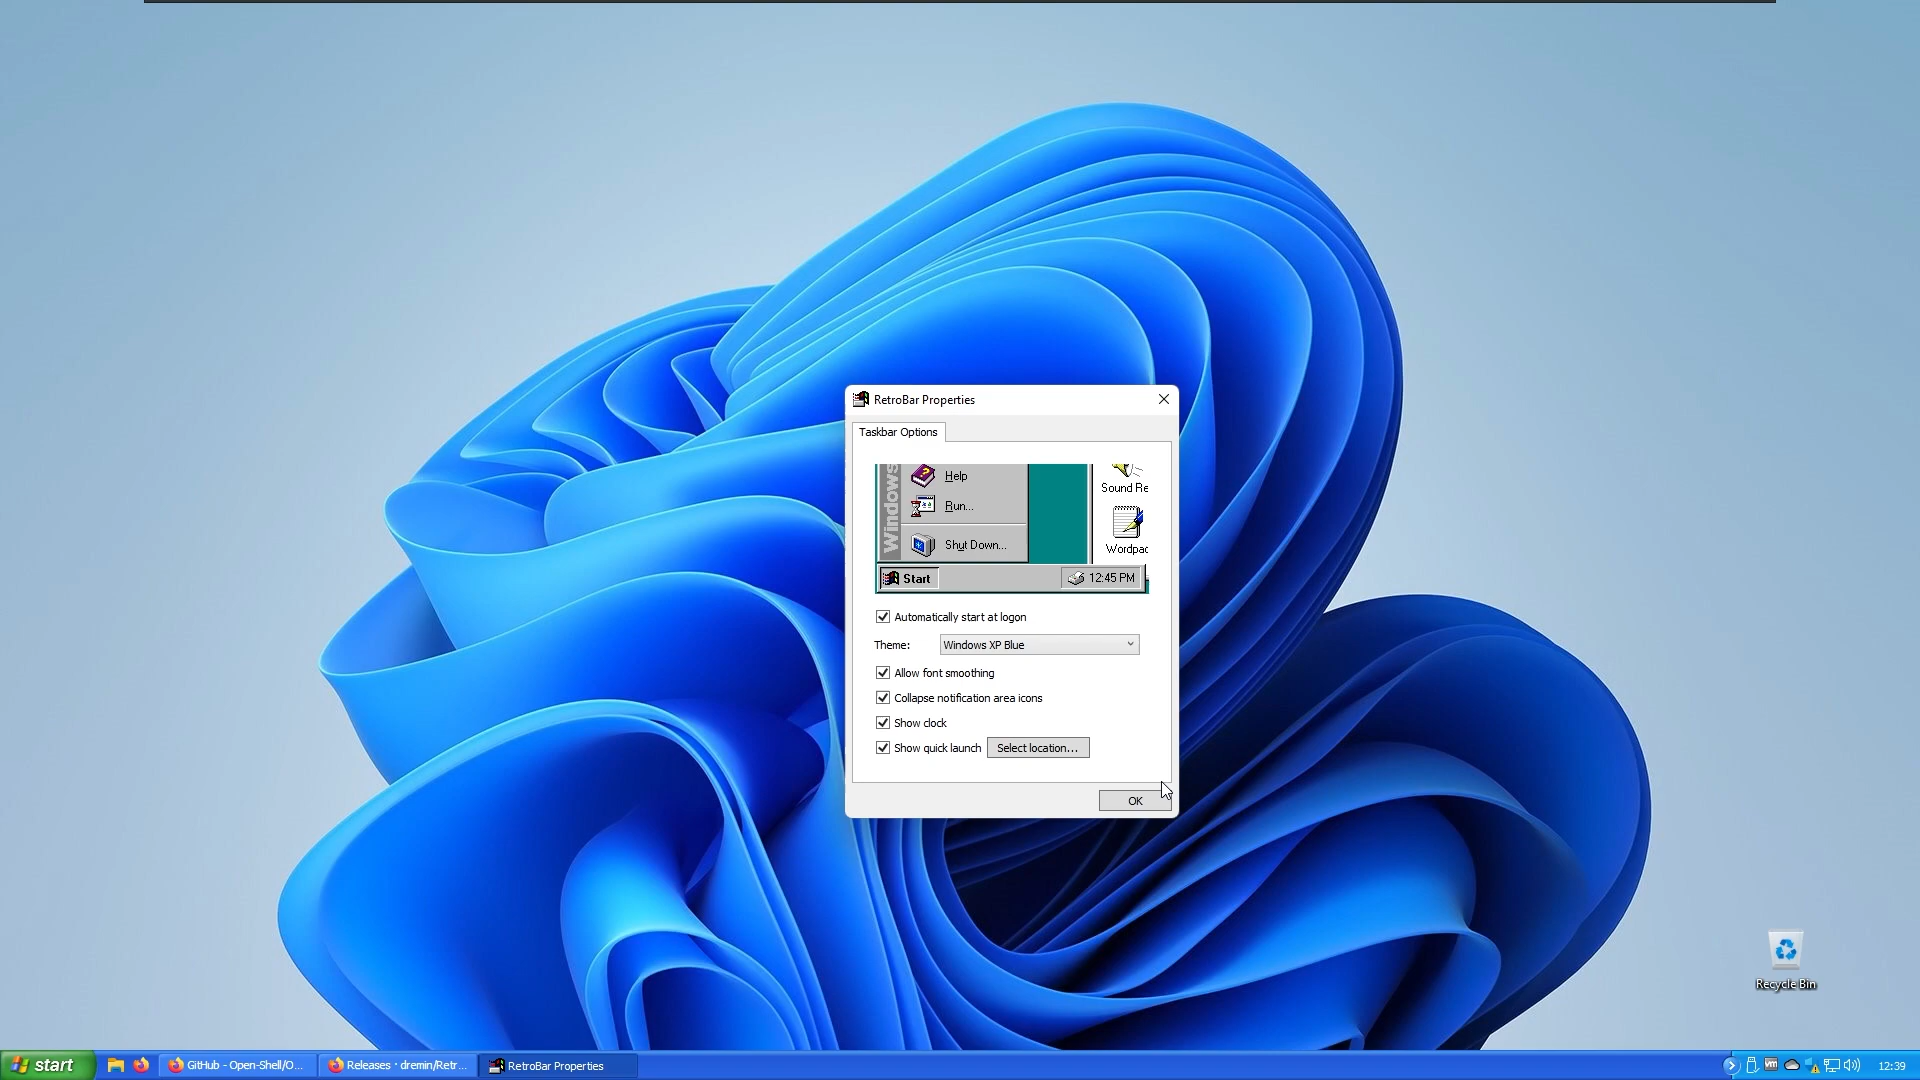 RetroBar Properties
Taskbar Options
Windows
Help
Run...
Shut Down...
Sound Re
Wordpad
Start
12:45 PM
Automatically start at logon
Theme:
Windows XP Blue
Allow font smoothing
Collapse notification area icons
Show clock
Show quick launch
Select location...
OK
Recycle Bin
start
GitHub - Open-Shell/O...
Releases · dremin/Retr...
RetroBar Properties
vm
12:39